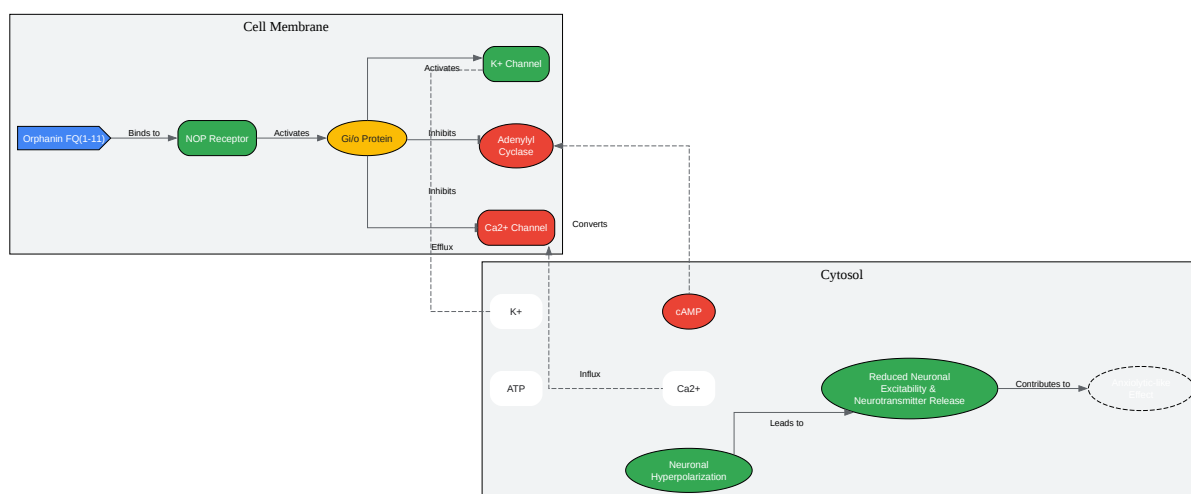 Cell Membrane
K+ Channel
Activates
Orphanin FQ(1-11)
Binds to
NOP Receptor
Activates
Gi/o Protein
Inhibits
Adenylyl
Cyclase
Inhibits
Ca2+ Channel
Converts
Efflux
Cytosol
K+
cAMP
ATP
Influx
Ca2+
Reduced Neuronal
Excitability &
Neurotransmitter Release
Contributes to
Effect
Leads to
Neuronal
Hyperpolarization